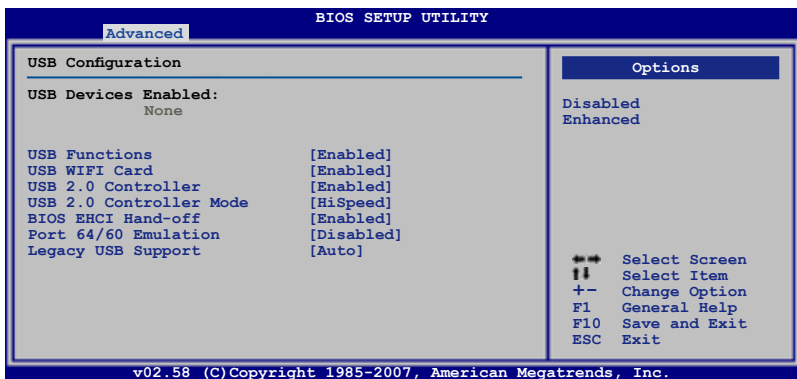 BIOS SETUP UTILITY
Advanced
USB Configuration
USB Devices Enabled:
None
USB Functions [Enabled]
USB WIFI Card [Enabled]
USB 2.0 Controller [Enabled]
USB 2.0 Controller Mode [HiSpeed]
BIOS EHCI Hand-off [Enabled]
Port 64/60 Emulation [Disabled]
Legacy USB Support [Auto]
Options
Disabled
Enhanced
←→ Select Screen
↑↓ Select Item
+- Change Option
F1 General Help
F10 Save and Exit
ESC Exit
v02.58 (C)Copyright 1985-2007, American Megatrends, Inc.